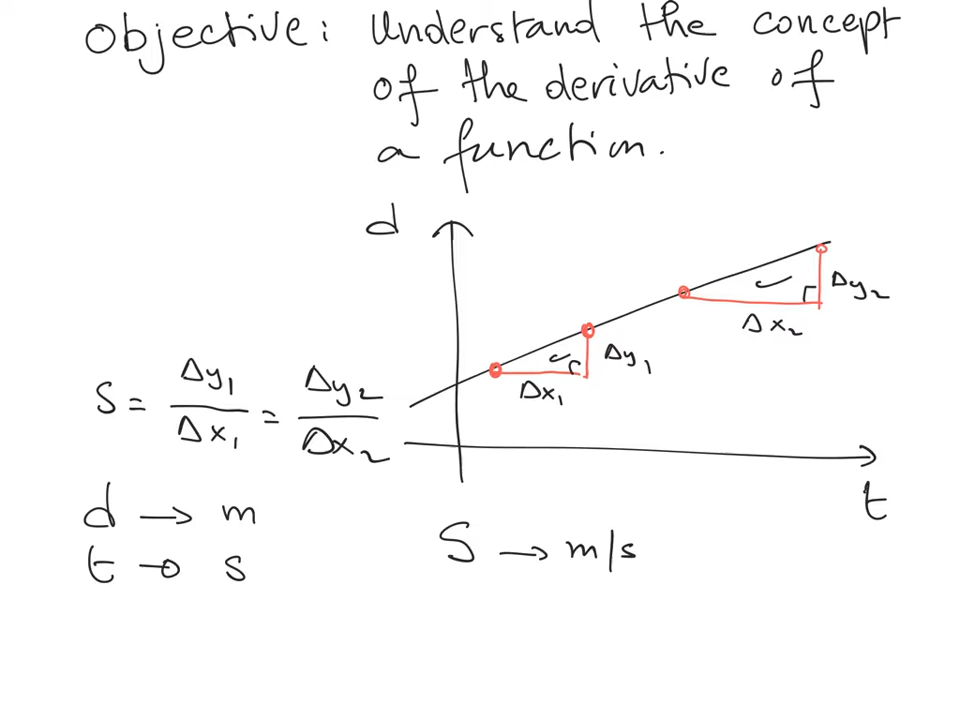 Objective: Understand the concept
of the derivative of
a function.
d
Δy₂
Δx₂
Δy₁
Δx₁
S = Δy₁/Δx₁ = Δy₂/Δx₂
t
d → m
S → m/s
t → s